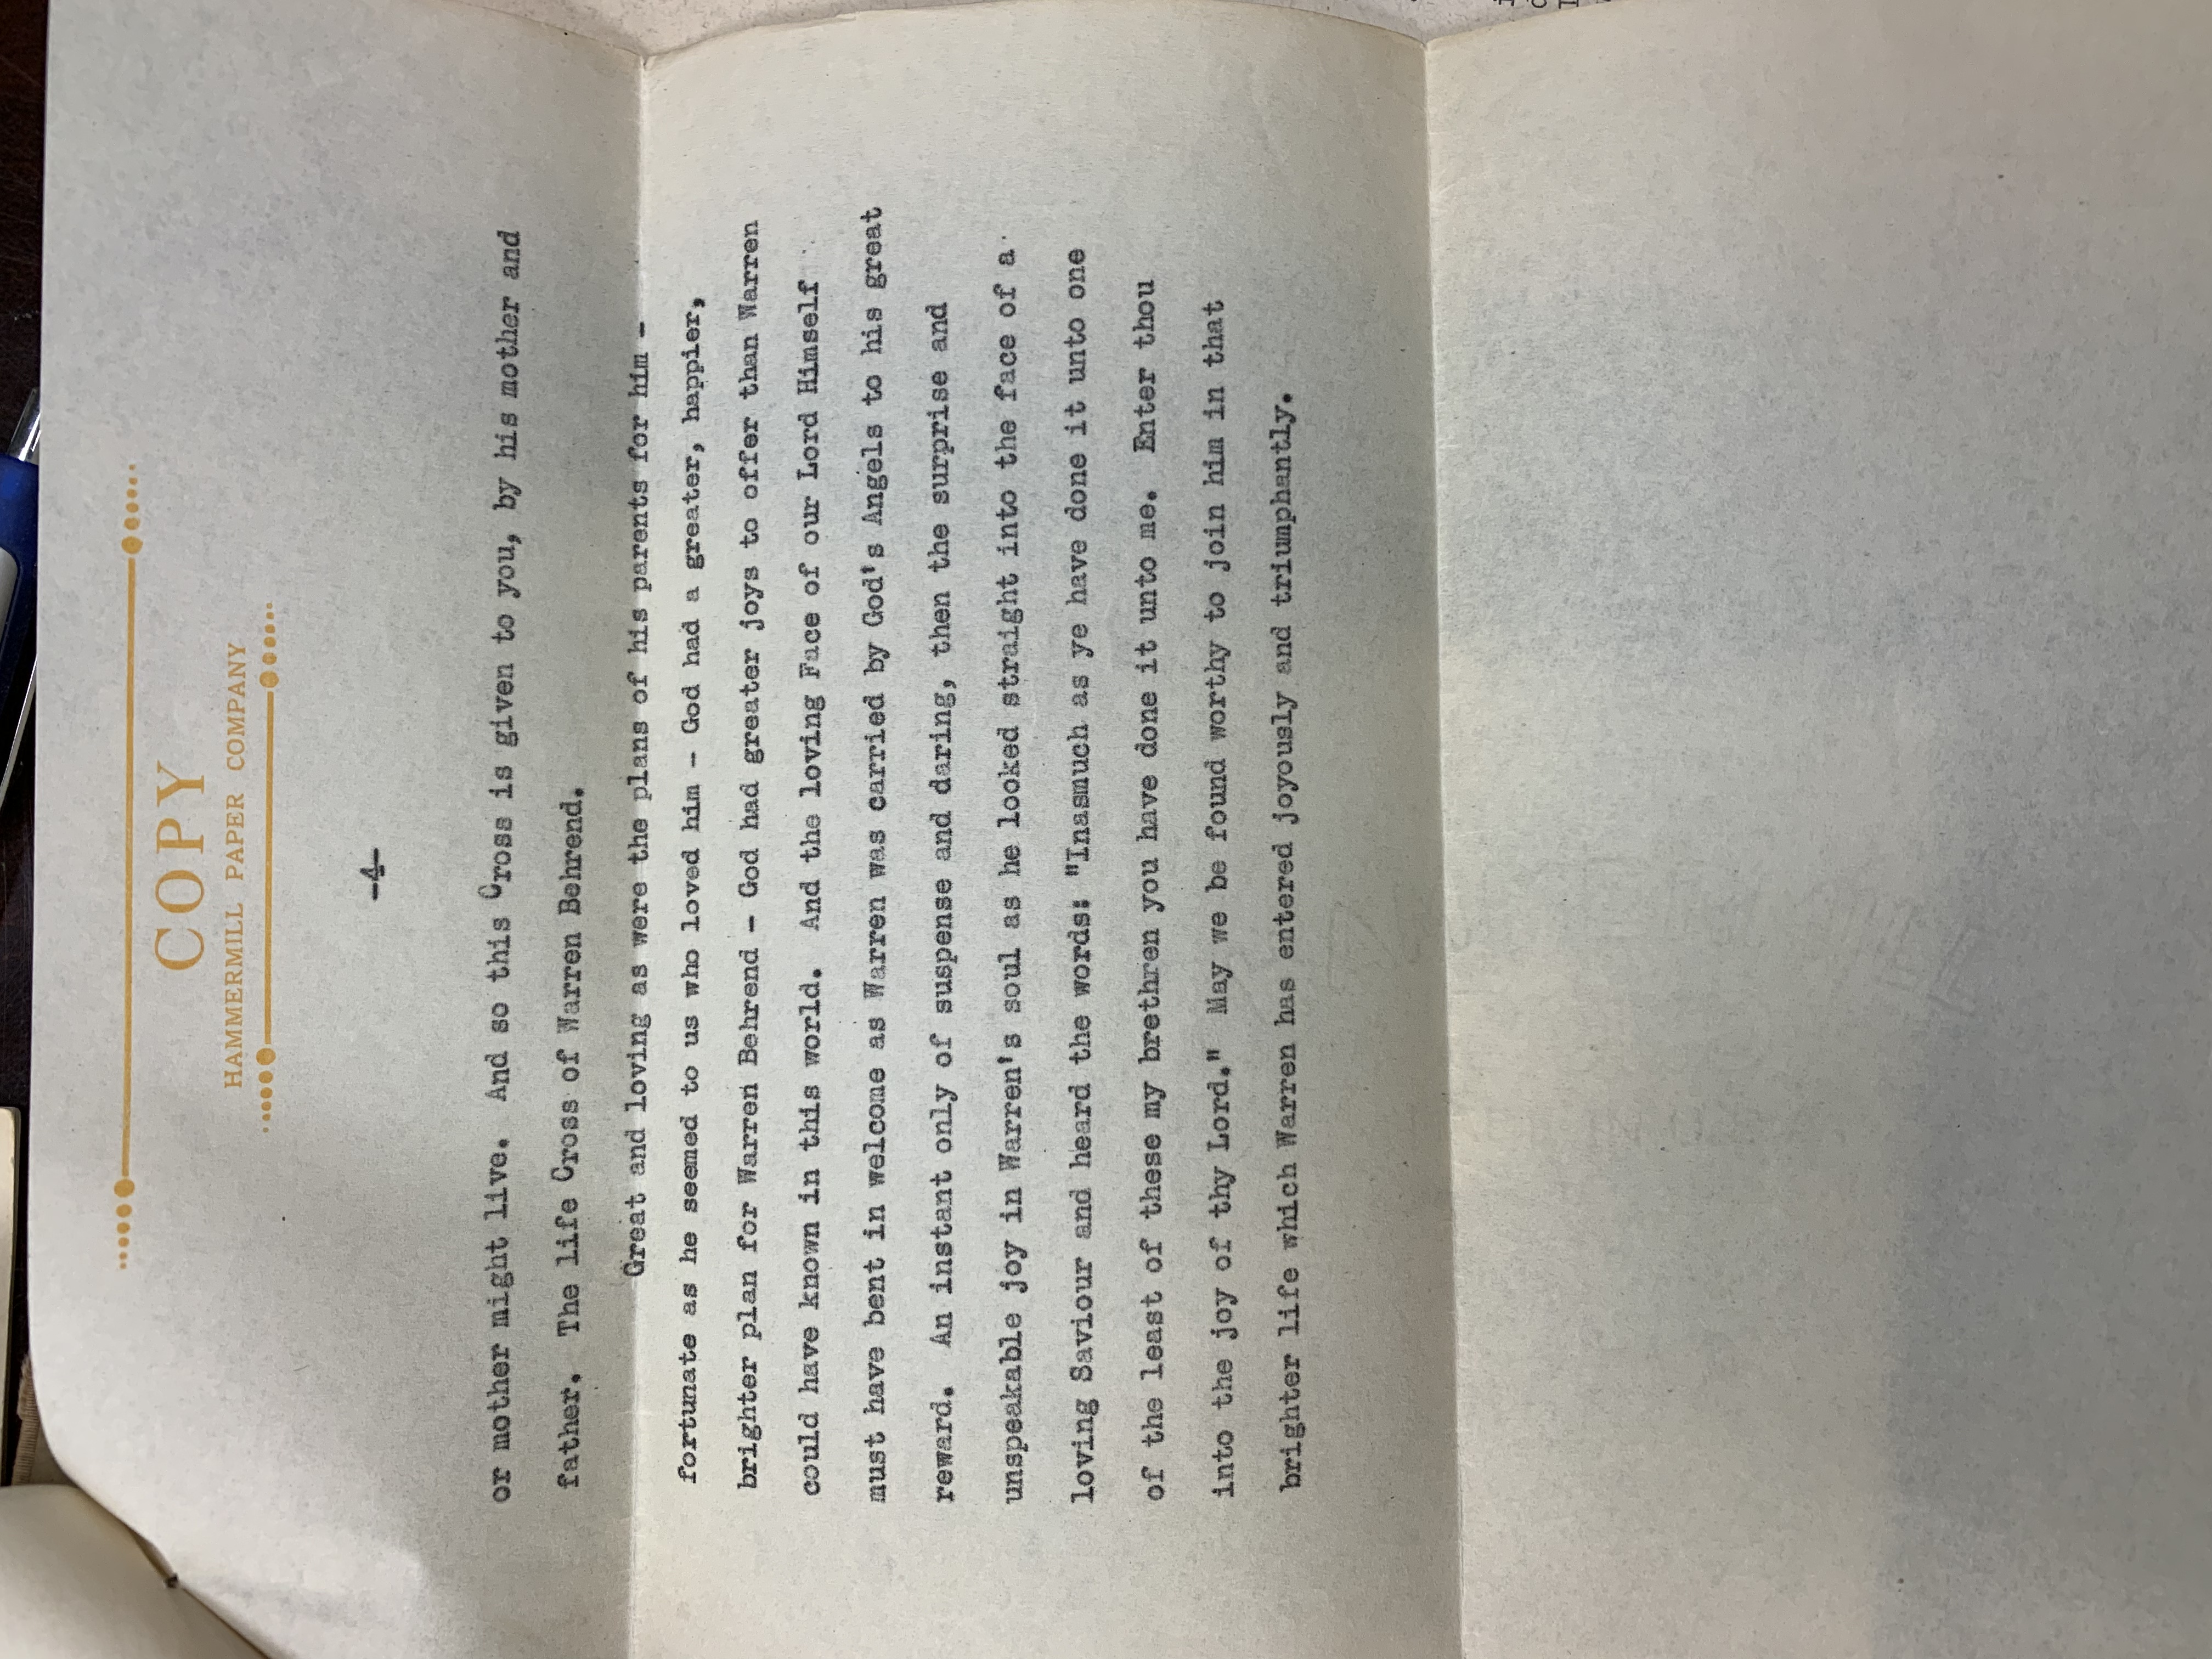 COPY
HAMMERMILL PAPER COMPANY
-4-
or mother might live. And so this Cross is given to you, by his mother and
father. The life Cross of Warren Behrend.
Great and loving as were the plans of his parents for him -
fortunate as he seemed to us who loved him - God had a greater, happier,
brighter plan for Warren Behrend - God had greater joys to offer than Warren
could have known in this world. And the loving Face of our Lord Himself
must have bent in welcome as Warren was carried by God's Angels to his great
reward. An instant only of suspense and daring, then the surprise and
unspeakable joy in Warren's soul as he looked straight into the face of a
loving Saviour and heard the words: "Inasmuch as ye have done it unto one
of the least of these my brethren you have done it unto me. Enter thou
into the joy of thy Lord." May we be found worthy to join him in that
brighter life which Warren has entered joyously and triumphantly.